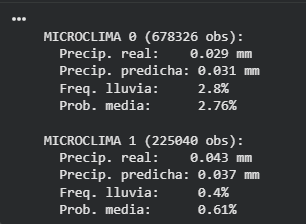 ...
MICROCLIMA 0 (678326 obs):
Precip. real: 0.029 mm
Precip. predicha: 0.031 mm
Freq. lluvia: 2.8%
Prob. media: 2.76%
MICROCLIMA 1 (225040 obs):
Precip. real: 0.043 mm
Precip. predicha: 0.037 mm
Freq. lluvia: 0.4%
Prob. media: 0.61%